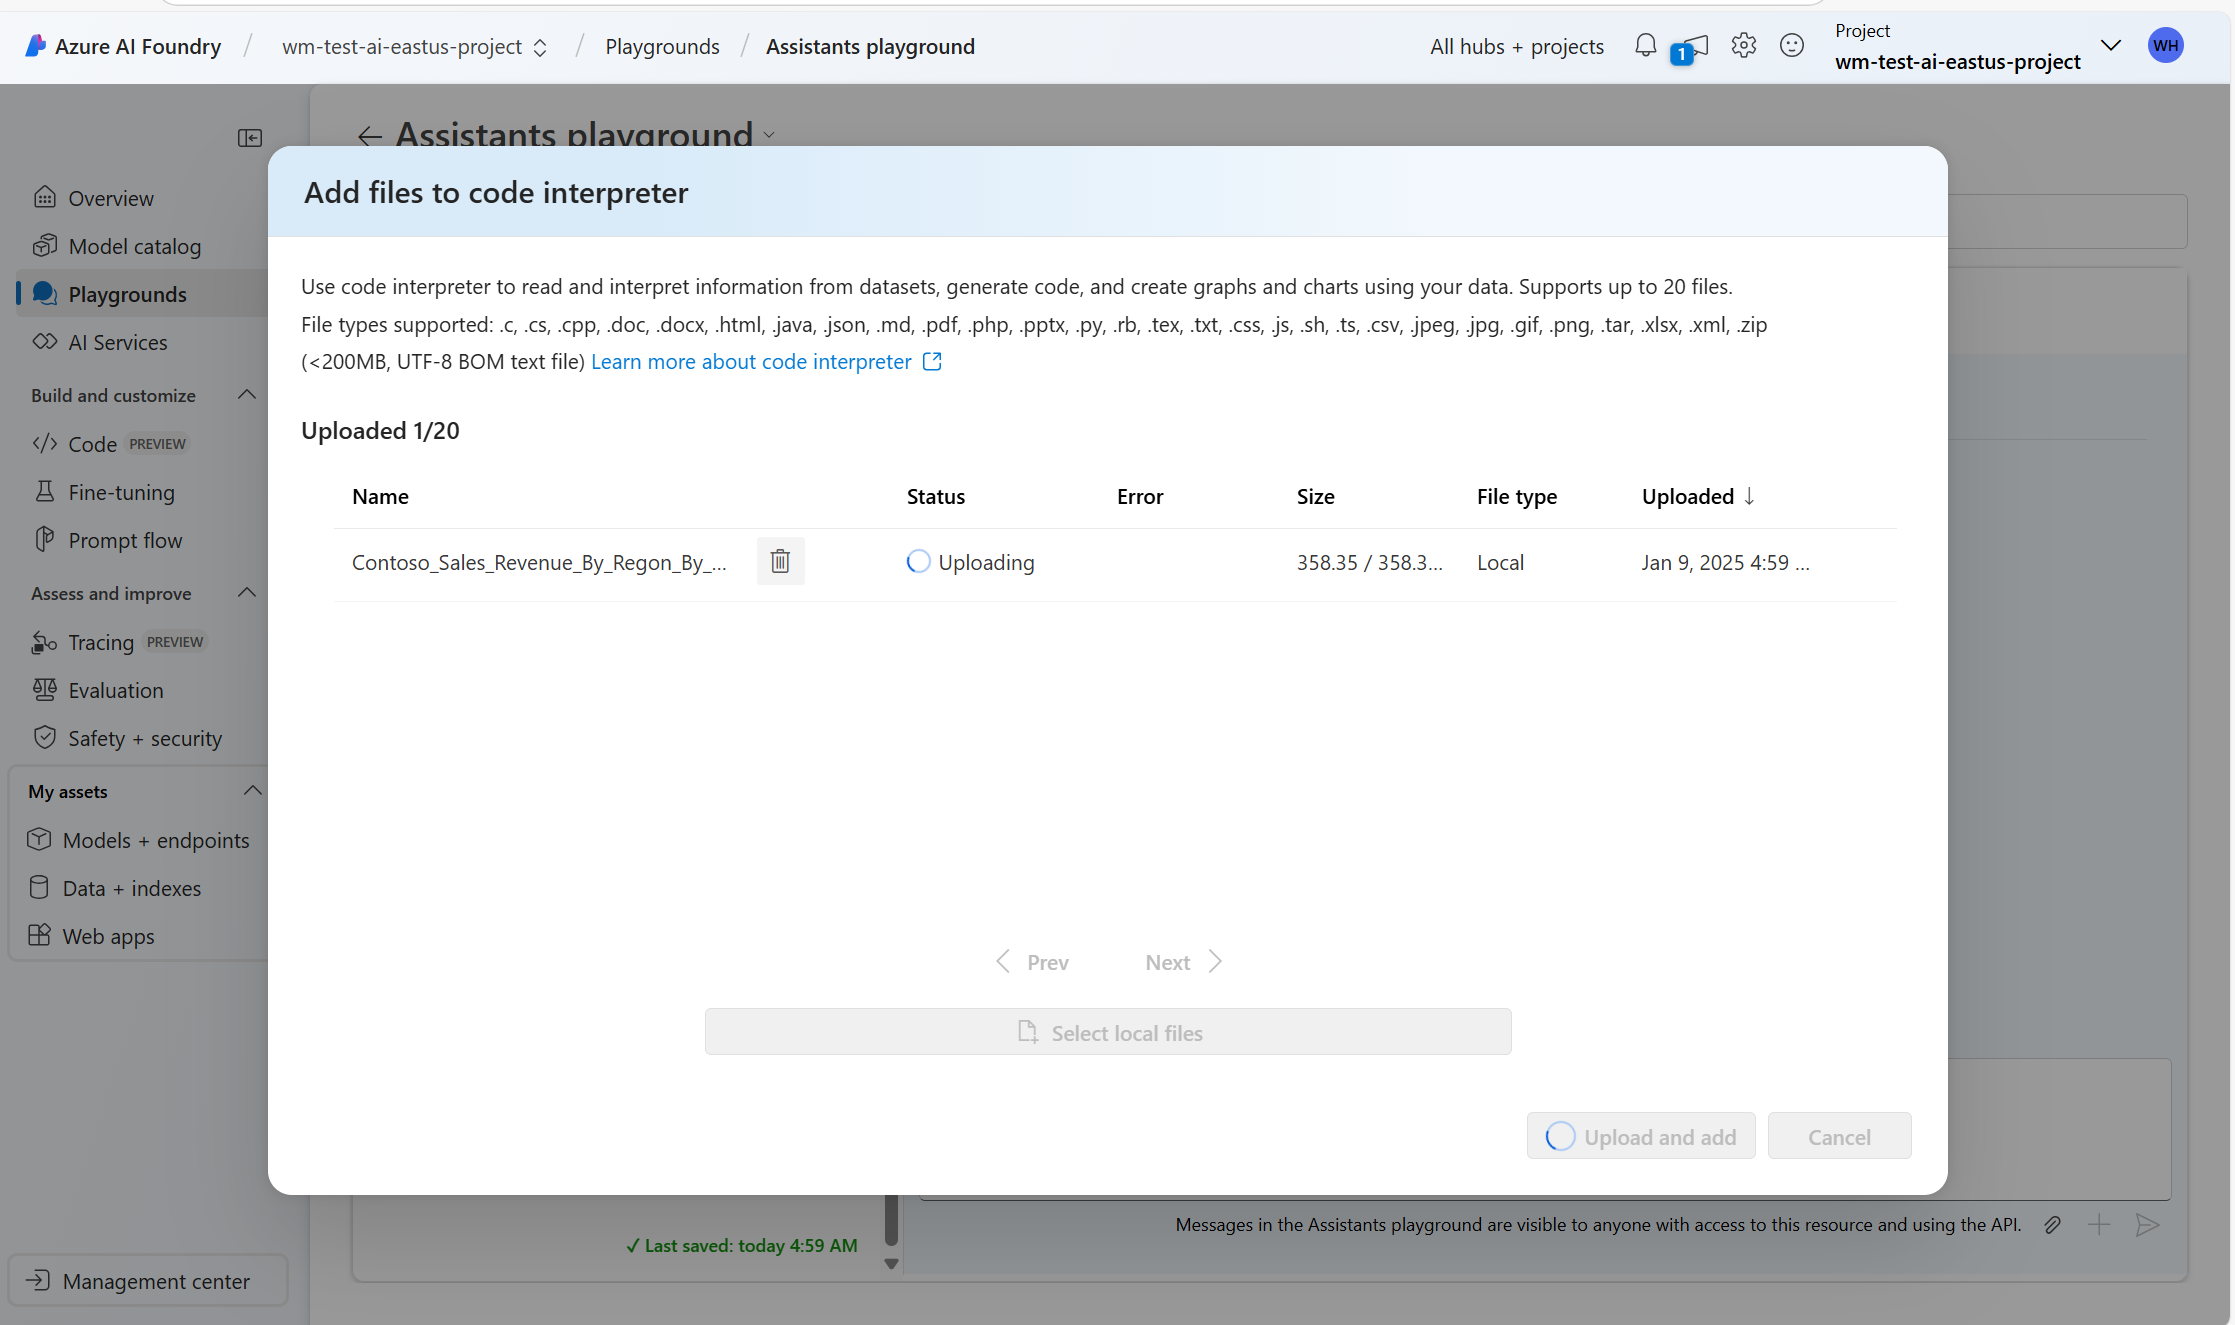 Azure AI Foundry / wm-test-ai-eastus-project / Playgrounds / Assistants playground
All hubs + projects
1
Project
wm-test-ai-eastus-project
WH
Assistants playground
Overview
Model catalog
Playgrounds
AI Services
Build and customize
Code PREVIEW
Fine-tuning
Prompt flow
Assess and improve
Tracing PREVIEW
Evaluation
Safety + security
My assets
Models + endpoints
Data + indexes
Web apps
Management center
Add files to code interpreter
Use code interpreter to read and interpret information from datasets, generate code, and create graphs and charts using your data. Supports up to 20 files.
File types supported: .c, .cs, .cpp, .doc, .docx, .html, .java, .json, .md, .pdf, .php, .pptx, .py, .rb, .tex, .txt, .css, .js, .sh, .ts, .csv, .jpeg, .jpg, .gif, .png, .tar, .xlsx, .xml, .zip
(<200MB, UTF-8 BOM text file) Learn more about code interpreter
Uploaded 1/20
Name Status Error Size File type Uploaded ↓
Contoso_Sales_Revenue_By_Regon_By_... Uploading 358.35 / 358.3... Local Jan 9, 2025 4:59 ...
Prev Next
Select local files
Upload and add Cancel
Messages in the Assistants playground are visible to anyone with access to this resource and using the API.
✓ Last saved: today 4:59 AM